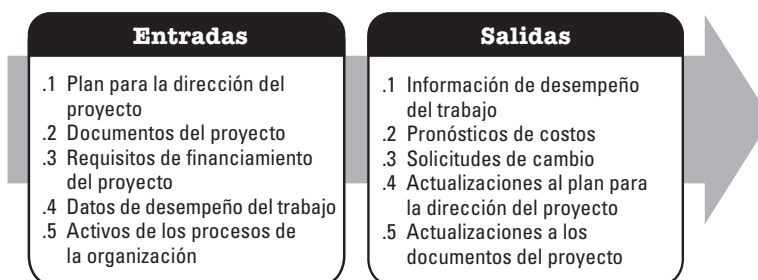 Entradas
.1 Plan para la dirección del
proyecto
.2 Documentos del proyecto
.3 Requisitos de financiamiento
del proyecto
.4 Datos de desempeño del trabajo
.5 Activos de los procesos de
la organización
Salidas
.1 Información de desempeño
del trabajo
.2 Pronósticos de costos
.3 Solicitudes de cambio
.4 Actualizaciones al plan para
la dirección del proyecto
.5 Actualizaciones a los
documentos del proyecto